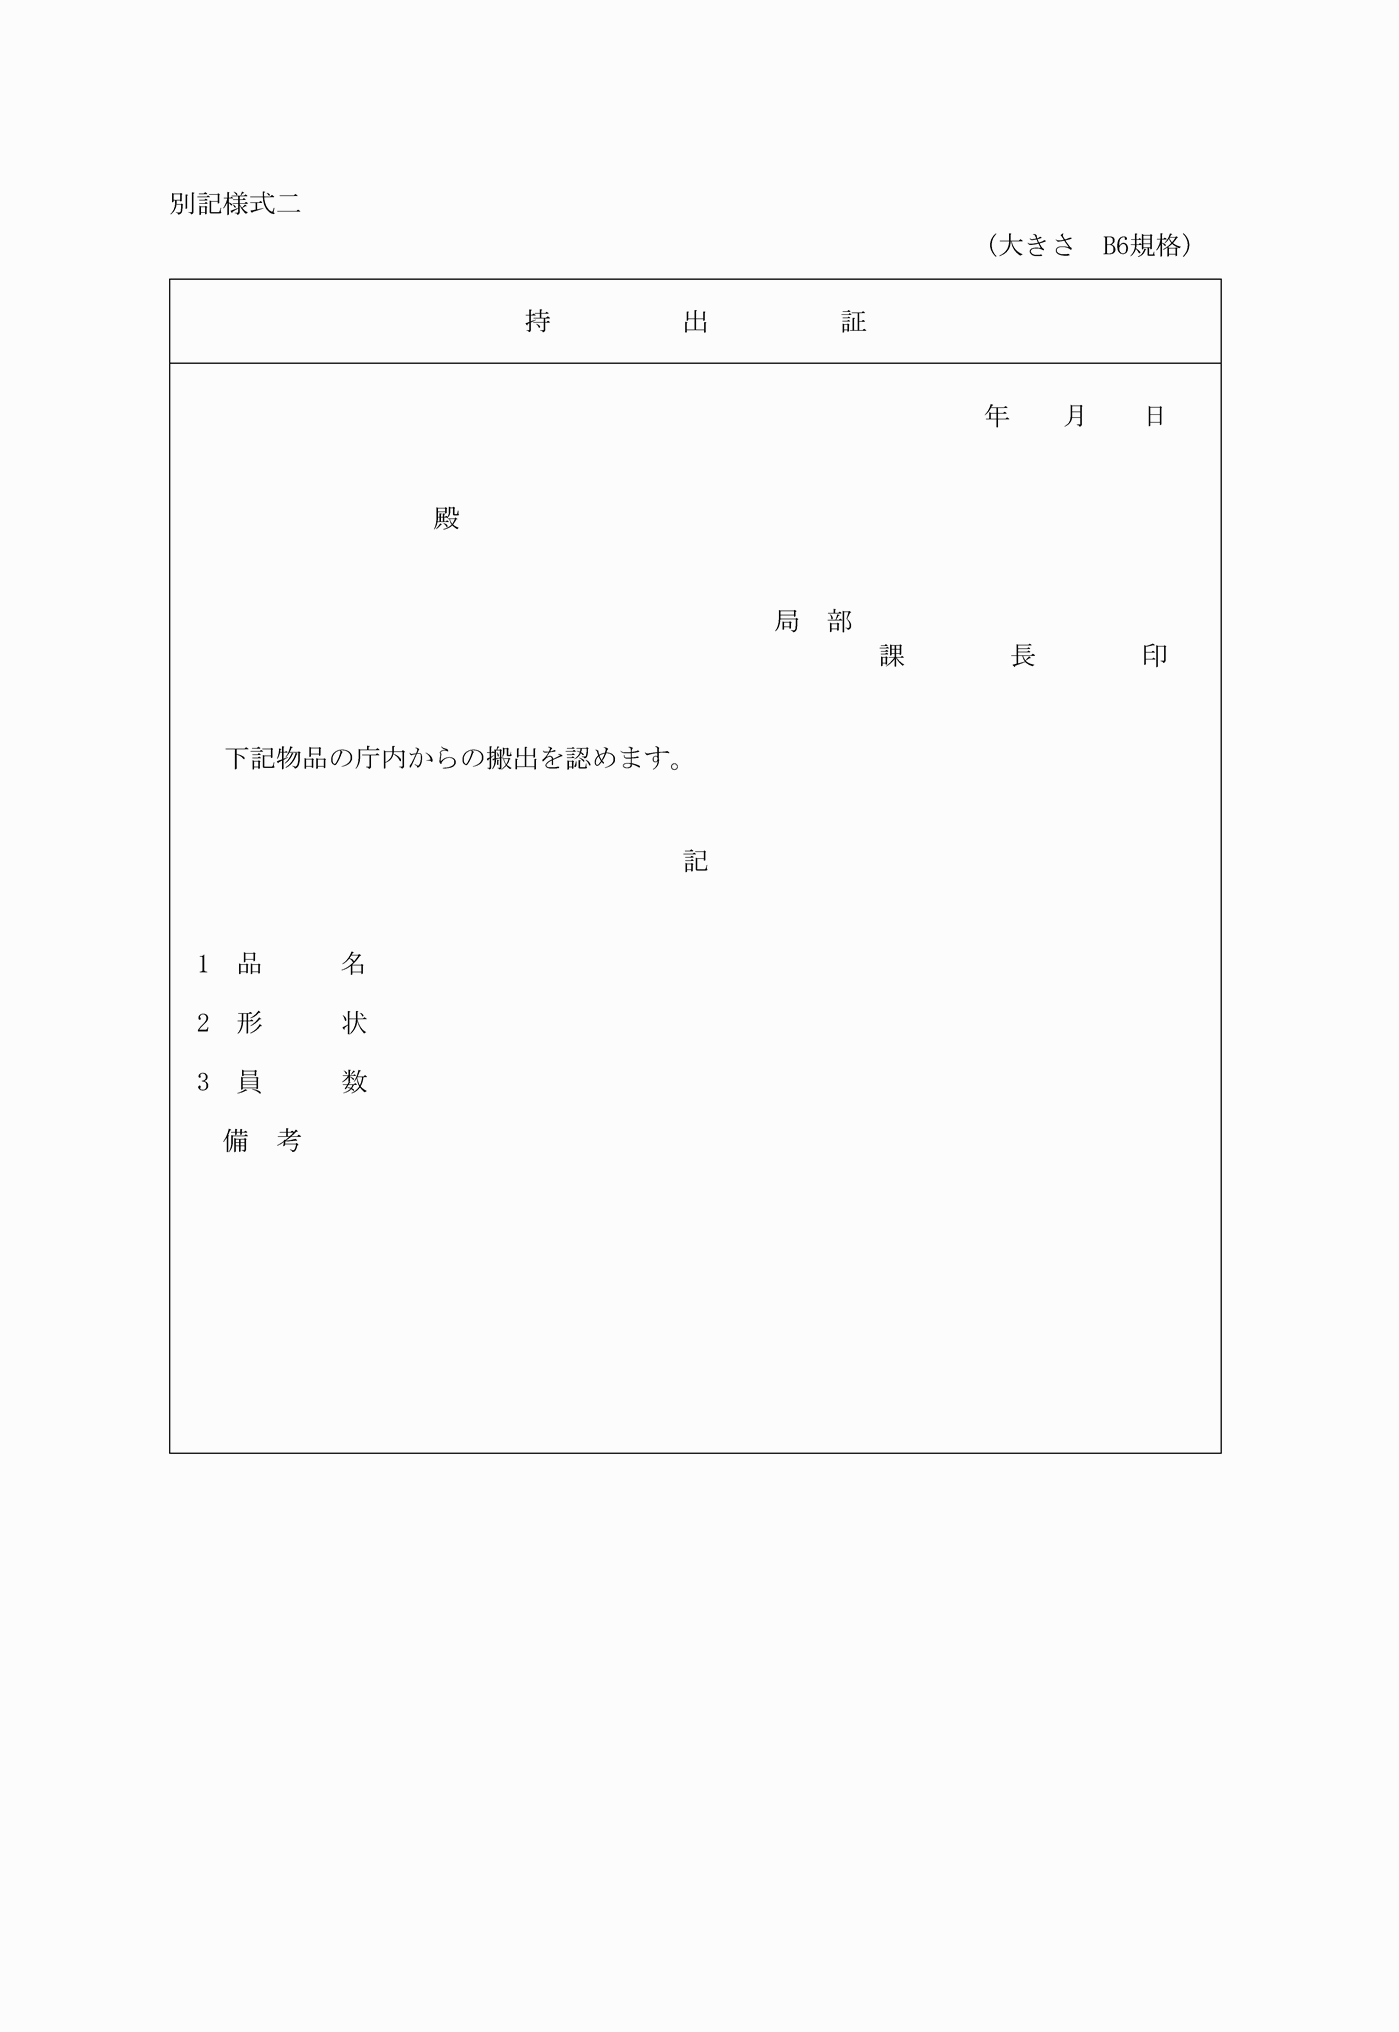 別記様式二
（大きさ　B6規格）
持　　　　　出　　　　　証
年　　月　　日
殿
局　部
課　　　　長　　　　印
下記物品の庁内からの搬出を認めます。
記
1　品　　　名
2　形　　　状
3　員　　　数
備　考